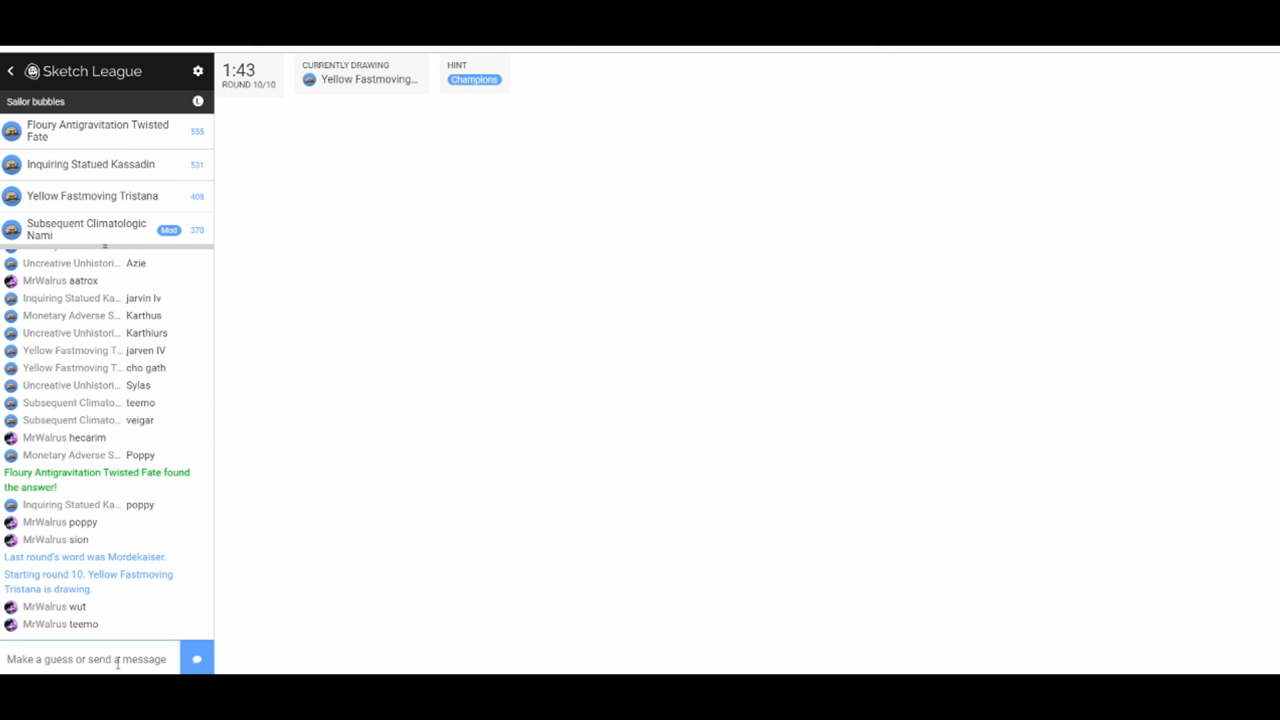 Sketch League
Sailor bubbles
L
Floury Antigravitation Twisted
Fate
555
Inquiring Statued Kassadin
531
Yellow Fastmoving Tristana
408
Subsequent Climatologic
Nami
Mod
370
Uncreative Unhistori... Azie
MrWalrus aatrox
Inquiring Statued Ka... jarvin Iv
Monetary Adverse S... Karthus
Uncreative Unhistori... Karthiurs
Yellow Fastmoving T... jarven IV
Yellow Fastmoving T... cho gath
Uncreative Unhistori... Sylas
Subsequent Climato... teemo
Subsequent Climato... veigar
MrWalrus hecarim
Monetary Adverse S... Poppy
Floury Antigravitation Twisted Fate found
the answer!
Inquiring Statued Ka... poppy
MrWalrus poppy
MrWalrus sion
Last round's word was Mordekaiser.
Starting round 10. Yellow Fastmoving
Tristana is drawing.
MrWalrus wut
MrWalrus teemo
Make a guess or send a message
1:43
ROUND 10/10
CURRENTLY DRAWING
Yellow Fastmoving...
HINT
Champions